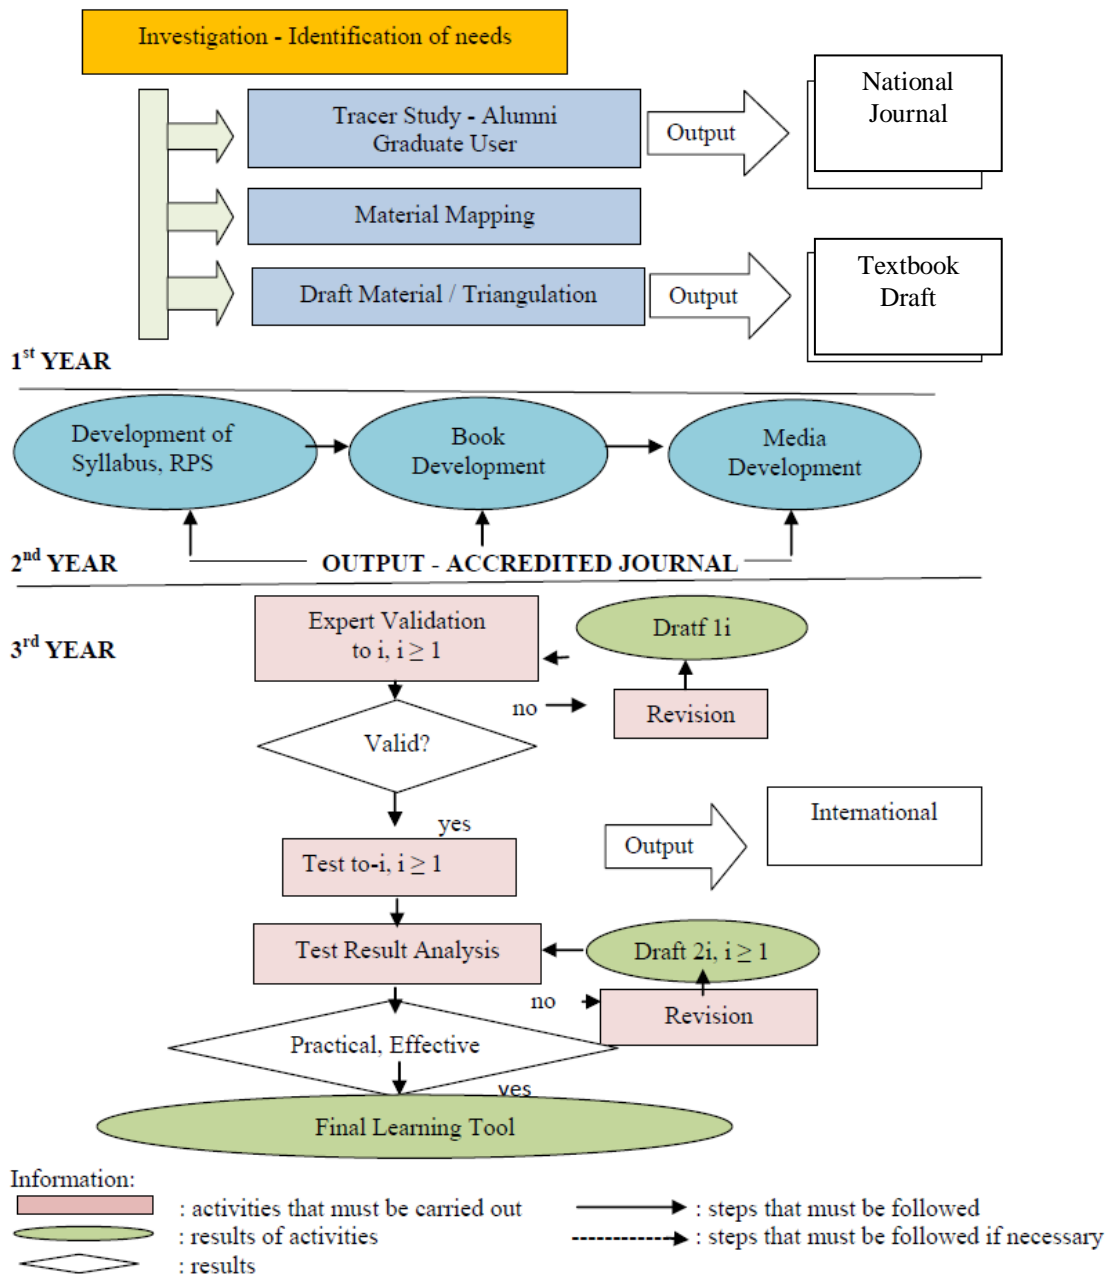 Investigation - Identification of needs
Tracer Study - Alumni
Graduate User
Output
National
Journal
Material Mapping
Draft Material / Triangulation
Output
Textbook
Draft
1st YEAR
Development of
Syllabus, RPS
Book
Development
Media
Development
2nd YEAR
OUTPUT - ACCREDITED JOURNAL
3rd YEAR
Expert Validation
to i, i ≥ 1
Dratf 1i
no
Revision
Valid?
yes
Test to-i, i ≥ 1
Output
International
Test Result Analysis
Draft 2i, i ≥ 1
no
Revision
Practical, Effective
yes
Final Learning Tool
Information:
: activities that must be carried out
: steps that must be followed
: results of activities
: steps that must be followed if necessary
: results